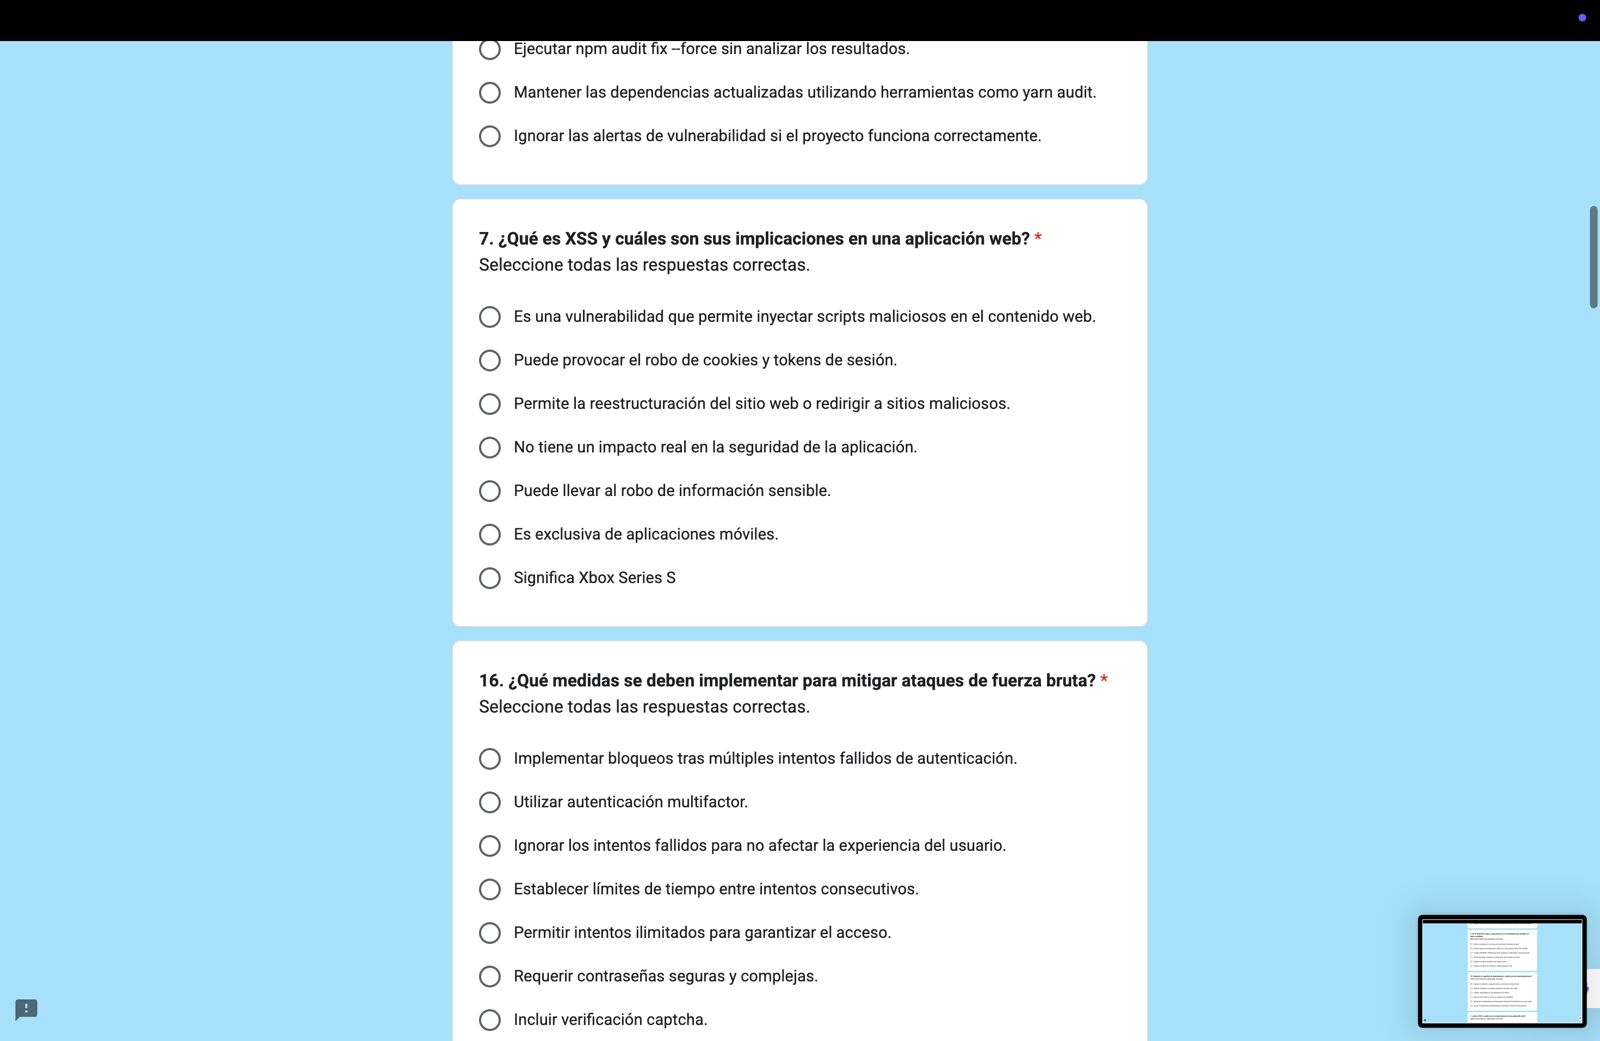 Ejecutar npm audit fix --force sin analizar los resultados.
Mantener las dependencias actualizadas utilizando herramientas como yarn audit.
Ignorar las alertas de vulnerabilidad si el proyecto funciona correctamente.
7. ¿Qué es XSS y cuáles son sus implicaciones en una aplicación web? *
Seleccione todas las respuestas correctas.
Es una vulnerabilidad que permite inyectar scripts maliciosos en el contenido web.
Puede provocar el robo de cookies y tokens de sesión.
Permite la reestructuración del sitio web o redirigir a sitios maliciosos.
No tiene un impacto real en la seguridad de la aplicación.
Puede llevar al robo de información sensible.
Es exclusiva de aplicaciones móviles.
Significa Xbox Series S
16. ¿Qué medidas se deben implementar para mitigar ataques de fuerza bruta? *
Seleccione todas las respuestas correctas.
Implementar bloqueos tras múltiples intentos fallidos de autenticación.
Utilizar autenticación multifactor.
Ignorar los intentos fallidos para no afectar la experiencia del usuario.
Establecer límites de tiempo entre intentos consecutivos.
Permitir intentos ilimitados para garantizar el acceso.
Requerir contraseñas seguras y complejas.
Incluir verificación captcha.